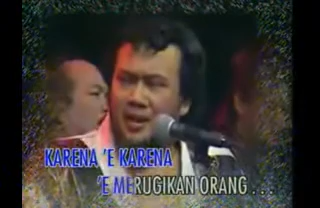 KARENA 'E KARENA
'E MERUGIKAN ORANG . . .